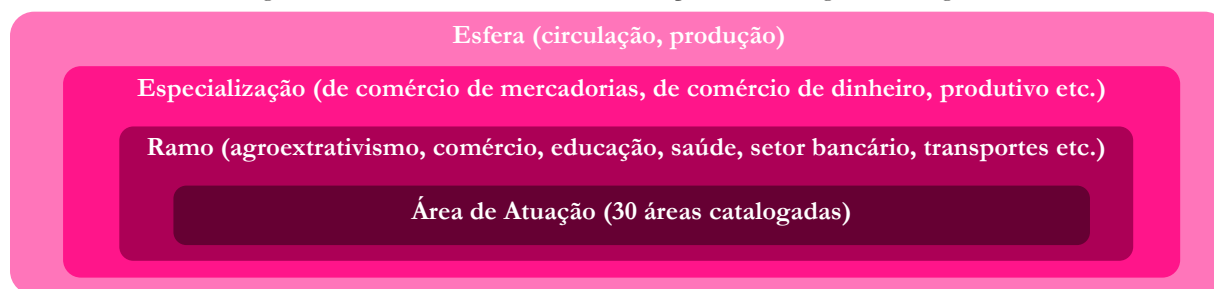 Esfera (circulação, produção)
Especialização (de comércio de mercadorias, de comércio de dinheiro, produtivo etc.)
Ramo (agroextrativismo, comércio, educação, saúde, setor bancário, transportes etc.)
Área de Atuação (30 áreas catalogadas)